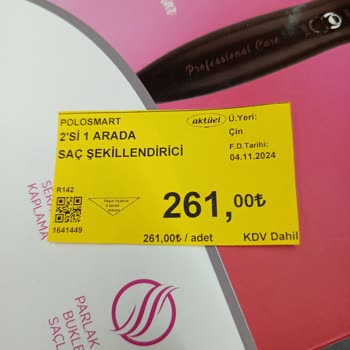 Professional Care
POLOSMART
2'Sİ 1 ARADA
SAÇ ŞEKİLLENDİRİCİ
aktüel
Ü.Yeri:
Çin
F.D.Tarihi:
04.11.2024
R142
1641449
261,00₺
261.00₺ / adet
KDV Dahil
KAPLAMA
PARLAK
BUKLE